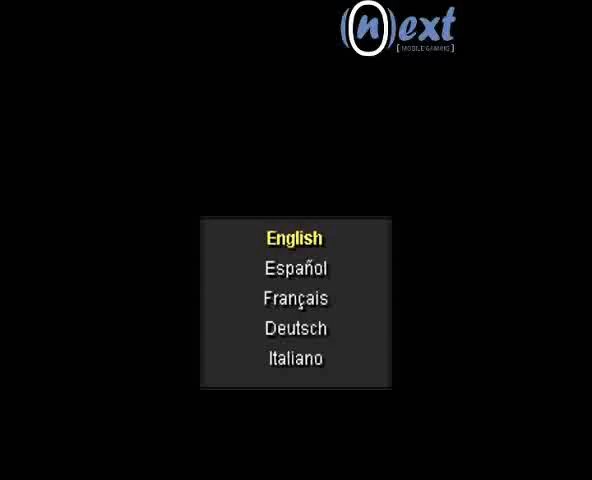 (n)ext
[ MOBILE GAMING ]
English
Español
Français
Deutsch
Italiano